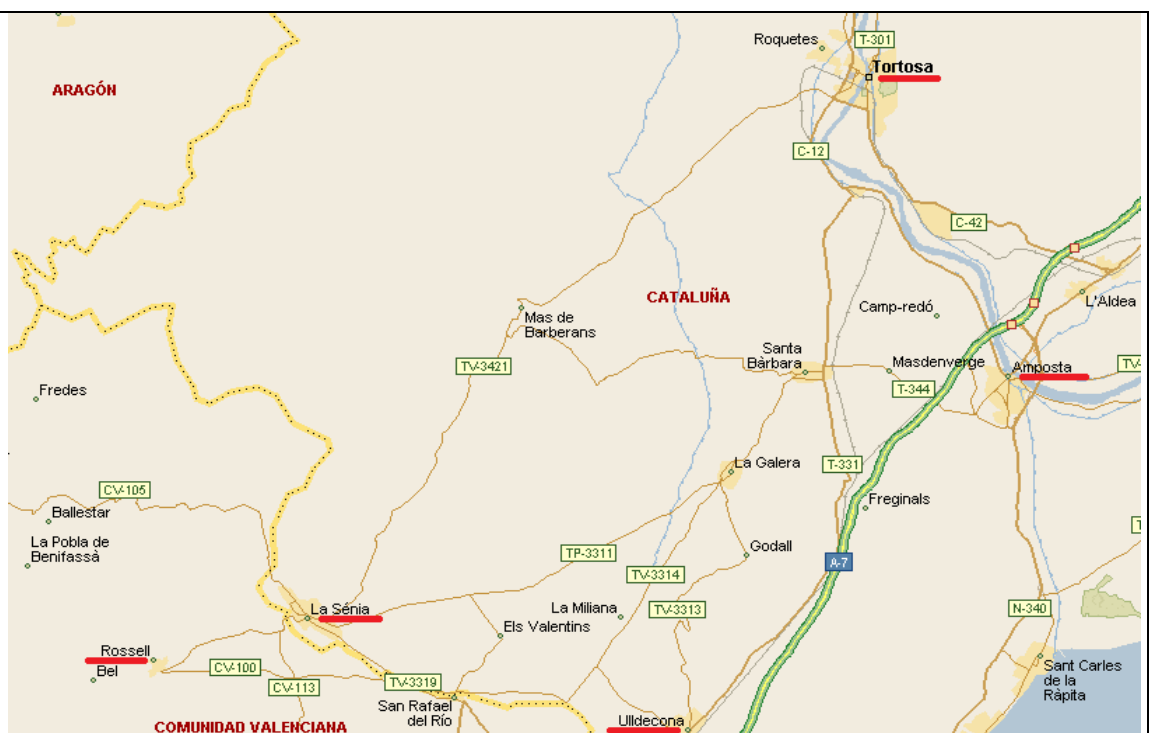 Roquetes
T-301
Tortosa
ARAGÓN
C-12
C-42
CATALUÑA
L'Aldea
Camp-redó
Mas de
Barberans
Santa
Bàrbara
Masdenverge
Amposta
TV-3421
T-344
Fredes
La Galera
T-331
CV-105
Freginals
Ballestar
La Pobla de
Benifassà
TP-3311
Godall
A-7
TV-3314
La Sénia
La Miliana
TV-3313
N-340
Els Valentins
Rossell
Bel
CV-100
CV-113
TV-3319
Sant Carles
de la
Ràpita
San Rafael
del Río
Ulldecona
COMUNIDAD VALENCIANA